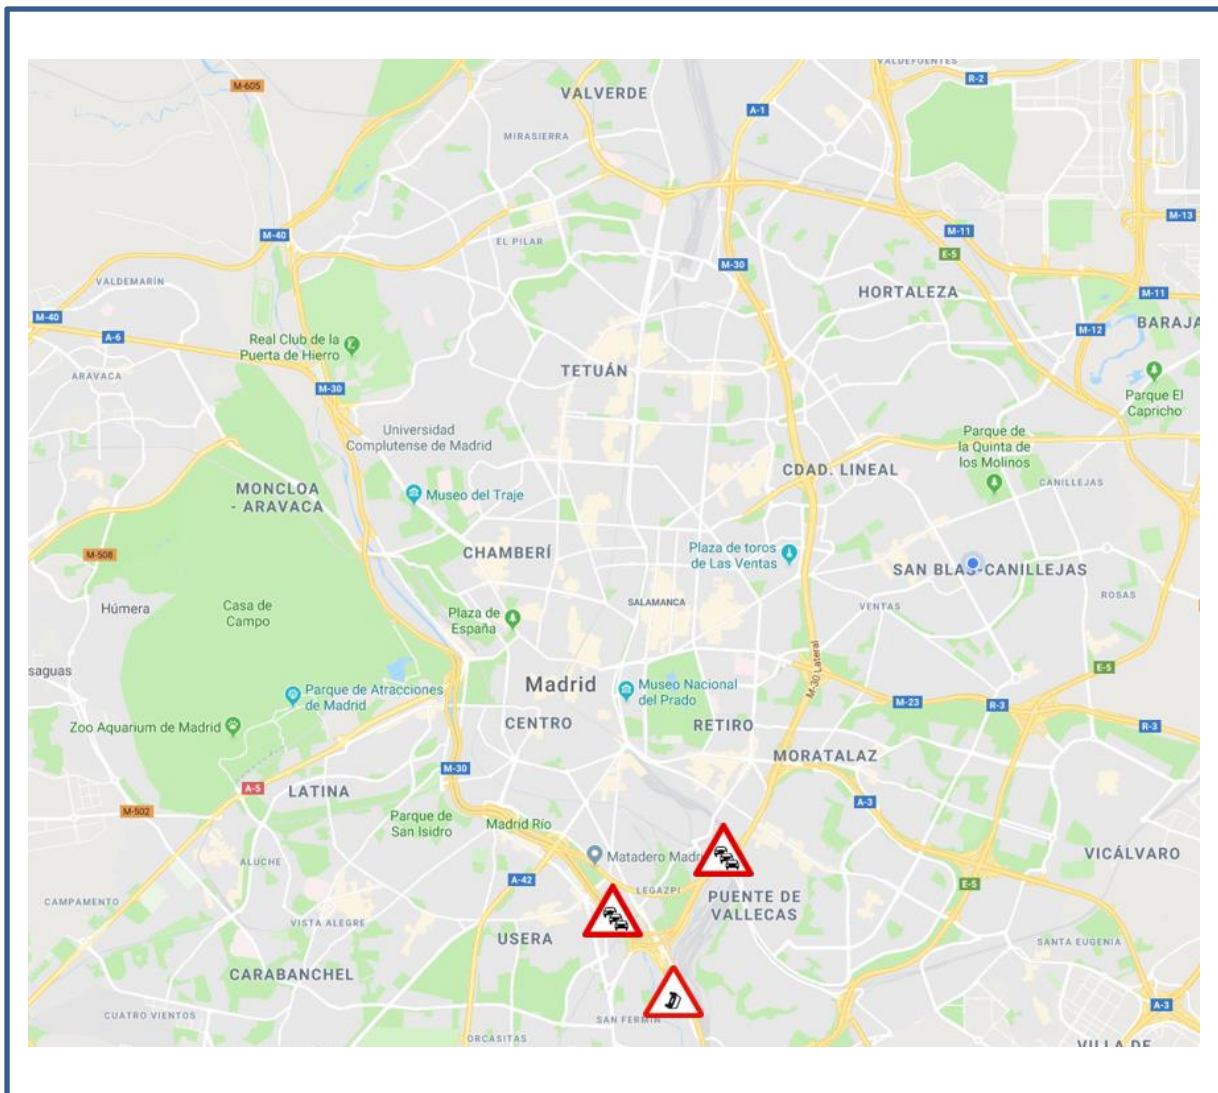 VALDEFUENTES
M-605
R-2
VALVERDE
A-1
MIRASIERRA
M-13
M-40
M-11
EL PILAR
E-5
M-30
VALDEMARÍN
HORTALEZA
M-11
M-40
BARAJA
M-12
A-6
Real Club de la
Puerta de Hierro
TETUÁN
ARAVACA
M-30
Parque El
Capricho
Universidad
Complutense de Madrid
Parque de
la Quinta de
los Molinos
CDAD. LINEAL
MONCLOA
- ARAVACA
Museo del Traje
CANILLEJAS
M-508
CHAMBERÍ
Plaza de toros
de Las Ventas
SAN BLAS-CANILLEJAS
Húmera
Casa de
Campo
SALAMANCA
VENTAS
ROSAS
Plaza de
España
M-30 Lateral
saguas
E-5
Parque de Atracciones
de Madrid
Madrid
Museo Nacional
del Prado
M-23
R-3
R-3
Zoo Aquarium de Madrid
CENTRO
RETIRO
MORATALAZ
M-30
A-5
LATINA
A-3
M-502
Parque de
San Isidro
Madrid Río
Matadero Madri
VICÁLVARO
ALUCHE
A-42
E-5
LEGAZPI
PUENTE DE
VALLECAS
CAMPAMENTO
VISTA ALEGRE
USERA
SANTA EUGENIA
CARABANCHEL
A-3
CUATRO VIENTOS
SAN FERMÍN
ORCASITAS
VILLA DE